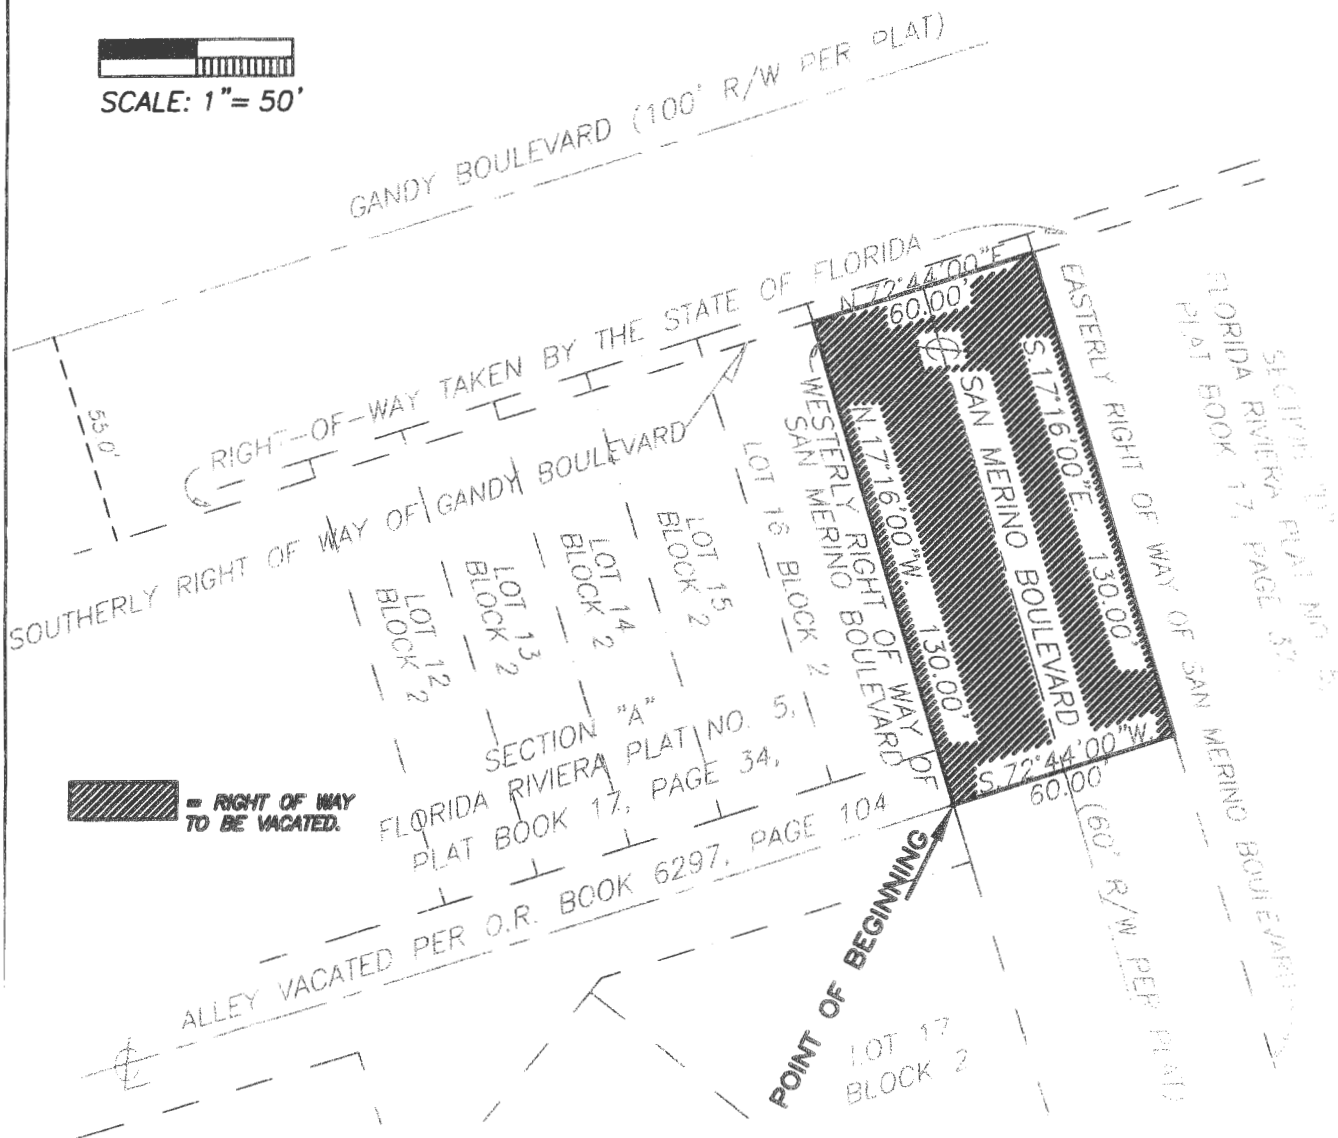 SCALE: 1"= 50'
GANDY BOULEVARD (100' R/W PER PLAT)
RIGHT-OF-WAY TAKEN BY THE STATE OF FLORIDA
SOUTHERLY RIGHT OF WAY OF GANDY BOULEVARD
N.72°44'00"E.
60.00'
S.17°16'00"E. 130.00'
SAN MERINO BOULEVARD
N.17°16'00"W. 130.00'
S.72°44'00"W.
60.00'
WESTERLY RIGHT OF WAY OF
SAN MERINO BOULEVARD
EASTERLY RIGHT OF WAY OF SAN MERINO BOULEVARD
FLORIDA RIVIERA PLAT NO. 5,
PLAT BOOK 17, PAGE 37
LOT 12
BLOCK 2
LOT 13
BLOCK 2
LOT 14
BLOCK 2
LOT 15
BLOCK 2
LOT 16 BLOCK 2
SECTION "A"
FLORIDA RIVIERA PLAT NO. 5,
PLAT BOOK 17, PAGE 34,
= RIGHT OF WAY
TO BE VACATED.
ALLEY VACATED PER O.R. BOOK 6297, PAGE 104
POINT OF BEGINNING
(60' R/W PER PLAT)
LOT 17
BLOCK 2